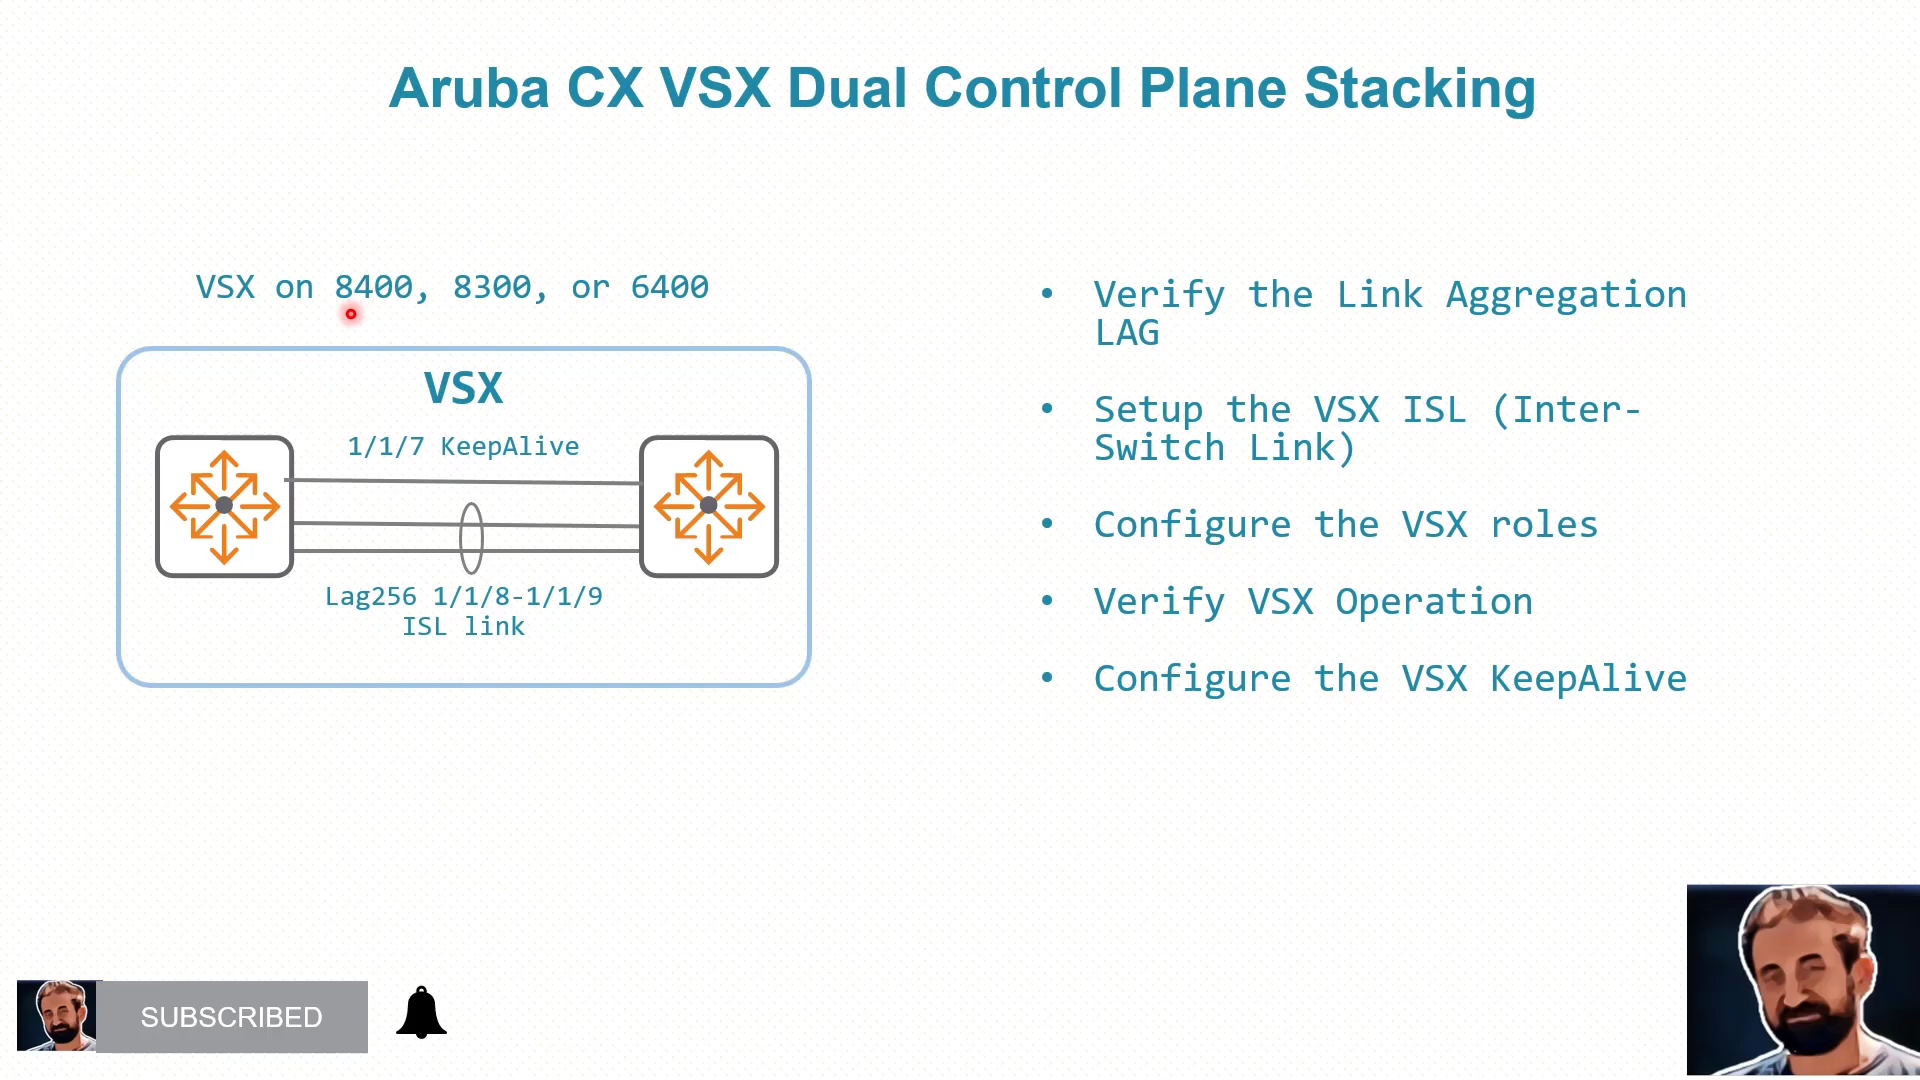 Aruba CX VSX Dual Control Plane Stacking
VSX on 8400, 8300, or 6400
VSX
1/1/7 KeepAlive
Lag256 1/1/8-1/1/9
ISL link
• Verify the Link Aggregation
LAG
• Setup the VSX ISL (Inter-
Switch Link)
• Configure the VSX roles
• Verify VSX Operation
• Configure the VSX KeepAlive
SUBSCRIBED